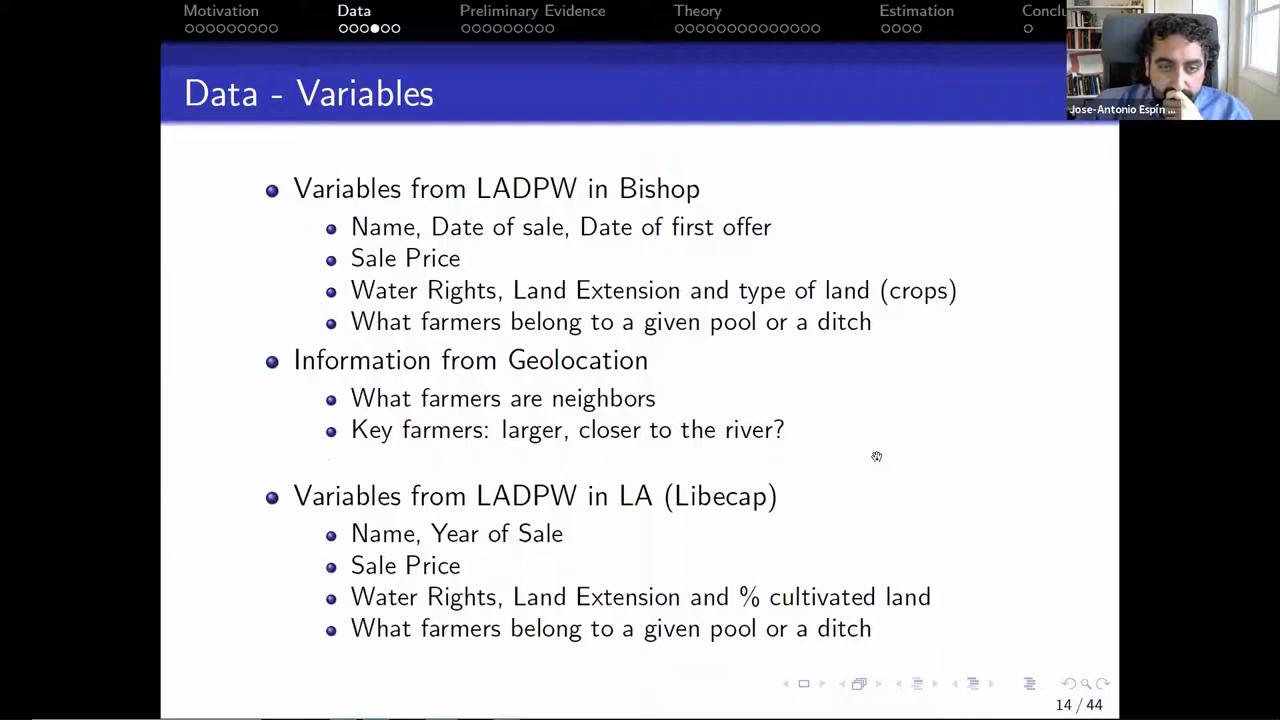 Motivation Data Preliminary Evidence Theory Estimation Conclu
Data - Variables
Jose-Antonio Espín ...
Variables from LADPW in Bishop
Name, Date of sale, Date of first offer
Sale Price
Water Rights, Land Extension and type of land (crops)
What farmers belong to a given pool or a ditch
Information from Geolocation
What farmers are neighbors
Key farmers: larger, closer to the river?
Variables from LADPW in LA (Libecap)
Name, Year of Sale
Sale Price
Water Rights, Land Extension and % cultivated land
What farmers belong to a given pool or a ditch
14 / 44